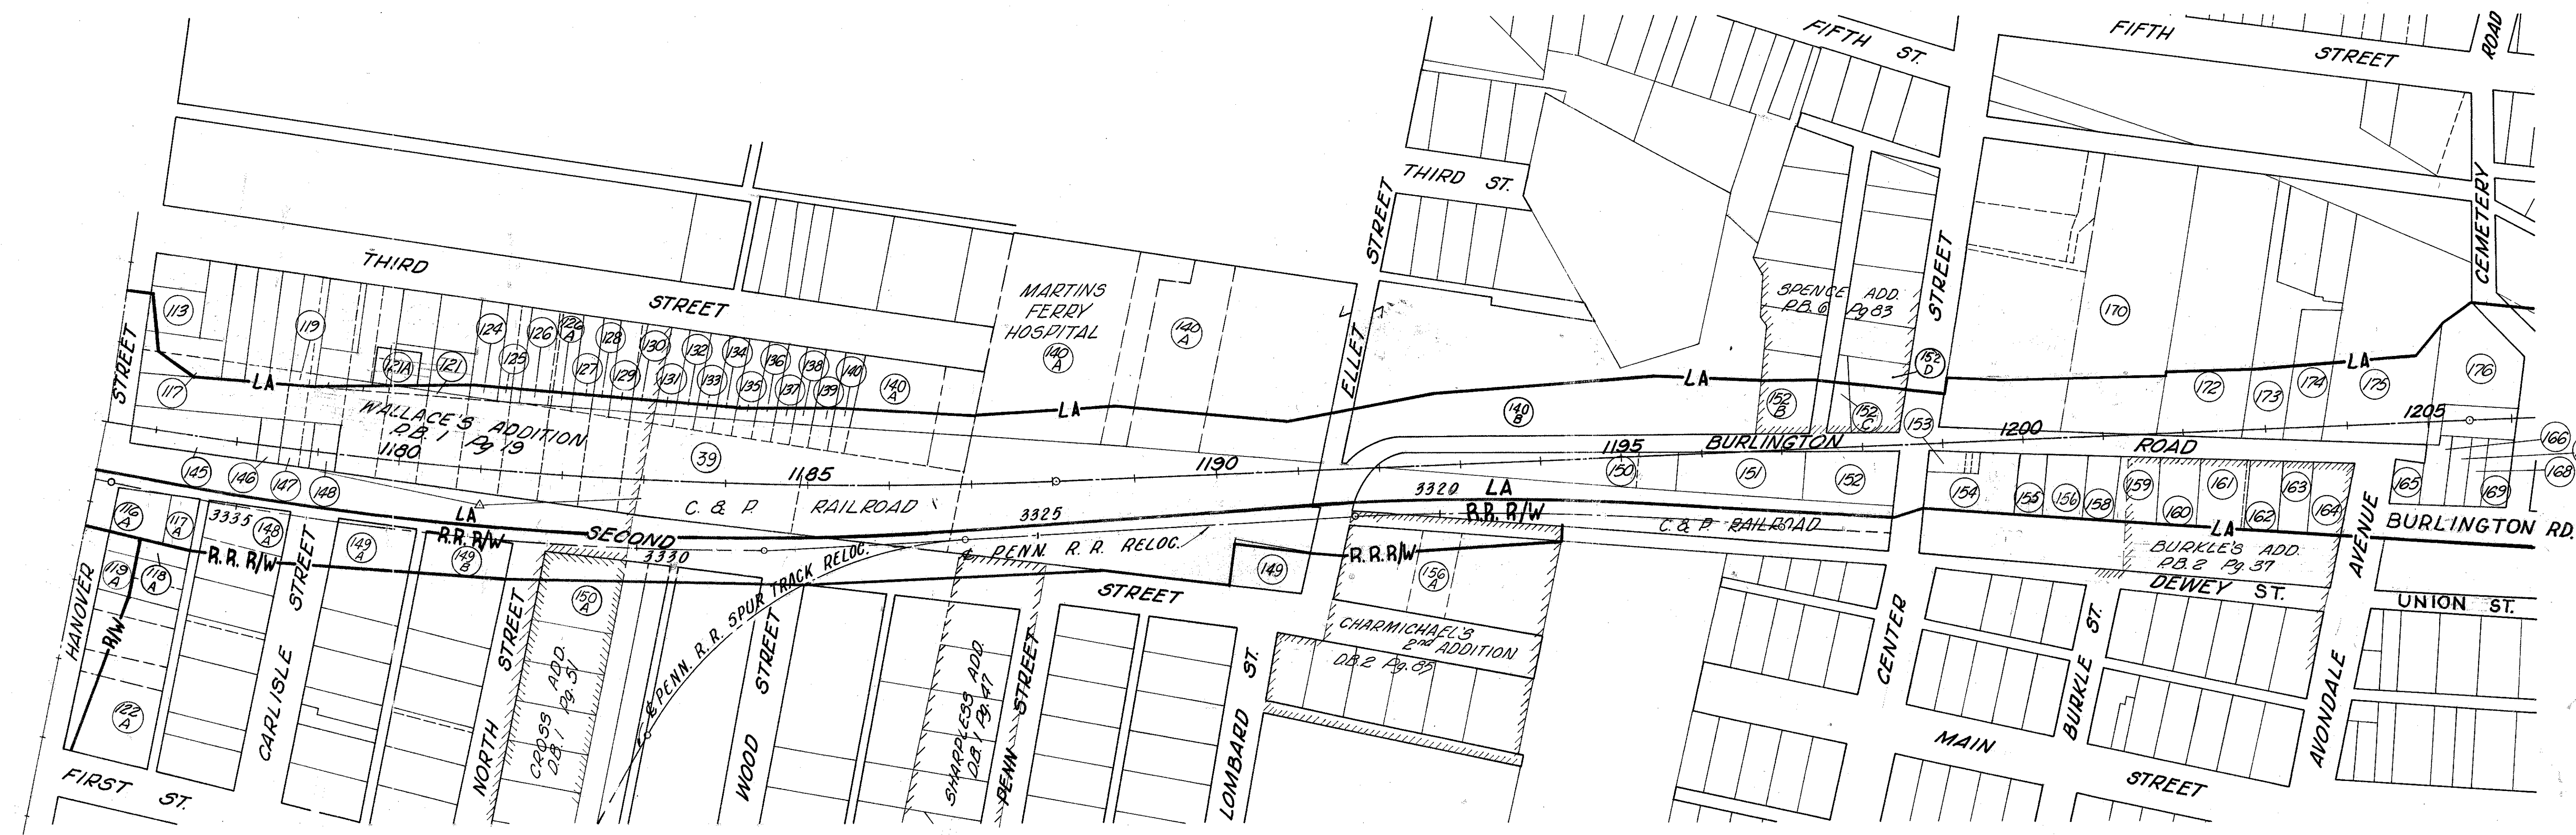 FIFTH ST.
FIFTH STREET
ROAD
THIRD ST.
STREET
CEMETERY
THIRD STREET
MARTINS
FERRY
HOSPITAL
140 A
140 A
ELLET
SPENCE ADD.
P.B. 6 Pg 83
STREET
170
113
119
124
126
126 A
128
130
132
134
136
138
140
121A
121
125
127
129
131
133
135
137
139
140 A
STREET
117
LA
LA
LA
LA
152 D
172
173
174
175
176
WALLACE'S ADDITION
D.B. 1 Pg 19
1180
39
1185
1190
140 B
152 B
152 C
153
1195
BURLINGTON
1200
ROAD
1205
166
168
145
146
147
148
C. & P. RAILROAD
150
151
152
154
155
156
158
159
160
161
162
163
164
165
169
116 A
117 A
3335
148 A
LA
R.R. R/W
SECOND
3325
3320
LA
R.R. R/W
C. & P. RAILROAD
LA
BURLINGTON RD.
AVENUE
149 A
149 B
3330
PENN. R. R. RELOC.
149
R.R. R/W
156 A
BURKLE'S ADD.
P.B. 2 Pg. 37
DEWEY ST.
UNION ST.
HANOVER
119 A
118 A
R.R. R/W
STREET
STREET
150 A
STREET
STREET
STREET
CHARMICHAEL'S
2nd ADDITION
D.B. 2 Pg. 85
R/W
122 A
CARLISLE
NORTH
CROSS ADD.
D.B. 1 Pg. 51
℄ PENN. R.R. SPUR TRACK RELOC.
WOOD
SHARPLESS ADD.
D.B. 1 Pg. 47
PENN
LOMBARD ST.
CENTER
BURKLE ST.
AVONDALE
MAIN STREET
FIRST ST.